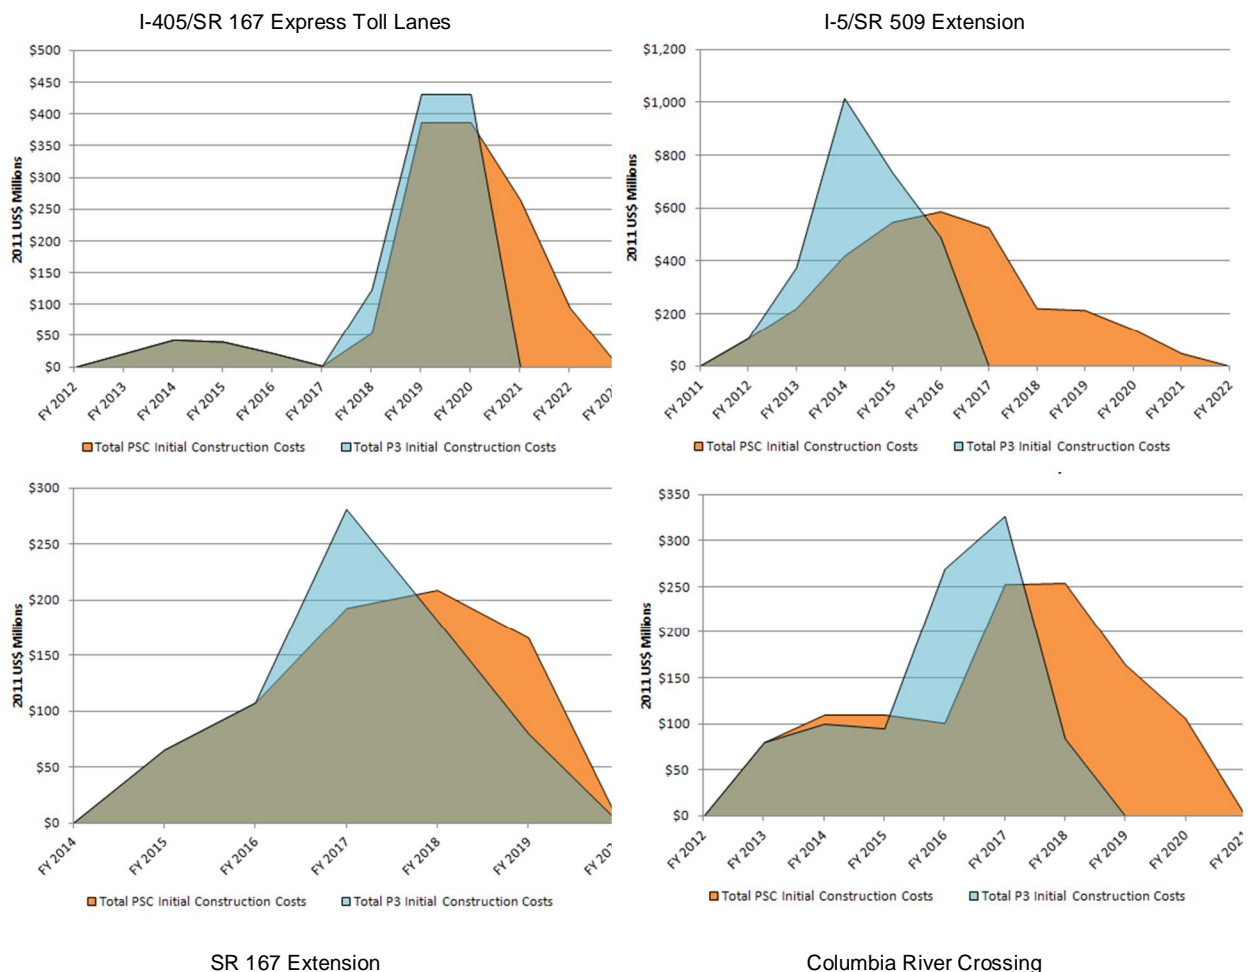 I-405/SR 167 Express Toll Lanes
$500
$450
$400
$350
$300
$250
$200
$150
$100
$50
$0
2011 US$ Millions
FY 2012
FY 2013
FY 2014
FY 2015
FY 2016
FY 2017
FY 2018
FY 2019
FY 2020
FY 2021
FY 2022
Total PSC Initial Construction Costs
Total P3 Initial Construction Costs
I-5/SR 509 Extension
$1,200
$1,000
$800
$600
$400
$200
$0
2011 US$ Millions
FY 2011
FY 2012
FY 2013
FY 2014
FY 2015
FY 2016
FY 2017
FY 2018
FY 2019
FY 2020
FY 2021
FY 2022
Total PSC Initial Construction Costs
Total P3 Initial Construction Costs
$300
$250
$200
$150
$100
$50
$0
2011 US$ Millions
FY 2014
FY 2015
FY 2016
FY 2017
FY 2018
FY 2019
Total PSC Initial Construction Costs
Total P3 Initial Construction Costs
SR 167 Extension
$350
$300
$250
$200
$150
$100
$50
$0
2011 US$ Millions
FY 2012
FY 2013
FY 2014
FY 2015
FY 2016
FY 2017
FY 2018
FY 2019
FY 2020
FY 2021
Total PSC Initial Construction Costs
Total P3 Initial Construction Costs
Columbia River Crossing